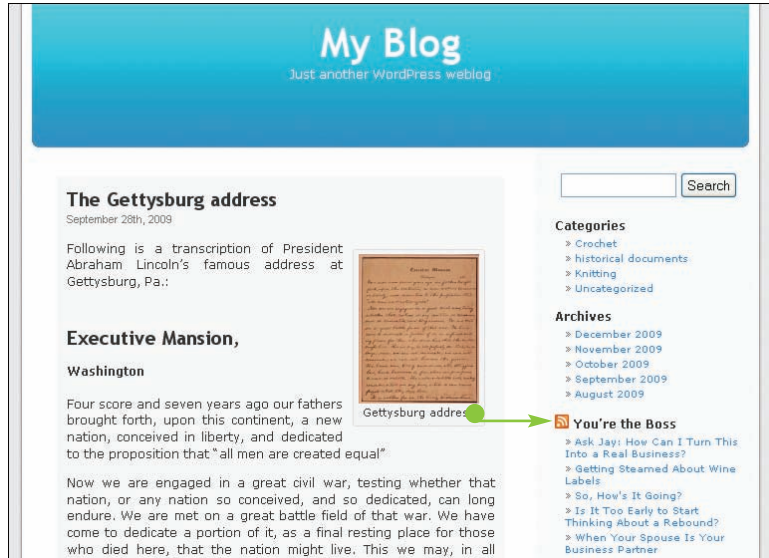 My Blog
Just another WordPress weblog
The Gettysburg address
September 28th, 2009
Following is a transcription of President
Abraham Lincoln's famous address at
Gettysburg, Pa.:
Executive Mansion,
Washington
Four score and seven years ago our fathers
brought forth, upon this continent, a new
nation, conceived in liberty, and dedicated
to the proposition that "all men are created equal"
Now we are engaged in a great civil war, testing whether that
nation, or any nation so conceived, and so dedicated, can long
endure. We are met on a great battle field of that war. We have
come to dedicate a portion of it, as a final resting place for those
who died here, that the nation might live. This we may, in all
Executive Mansion,
Gettysburg address
Search
Categories
» Crochet
» historical documents
» Knitting
» Uncategorized
Archives
» December 2009
» November 2009
» October 2009
» September 2009
» August 2009
You're the Boss
» Ask Jay: How Can I Turn This
Into a Real Business?
» Getting Steamed About Wine
Labels
» So, How's It Going?
» Is It Too Early to Start
Thinking About a Rebound?
» When Your Spouse Is Your
Business Partner